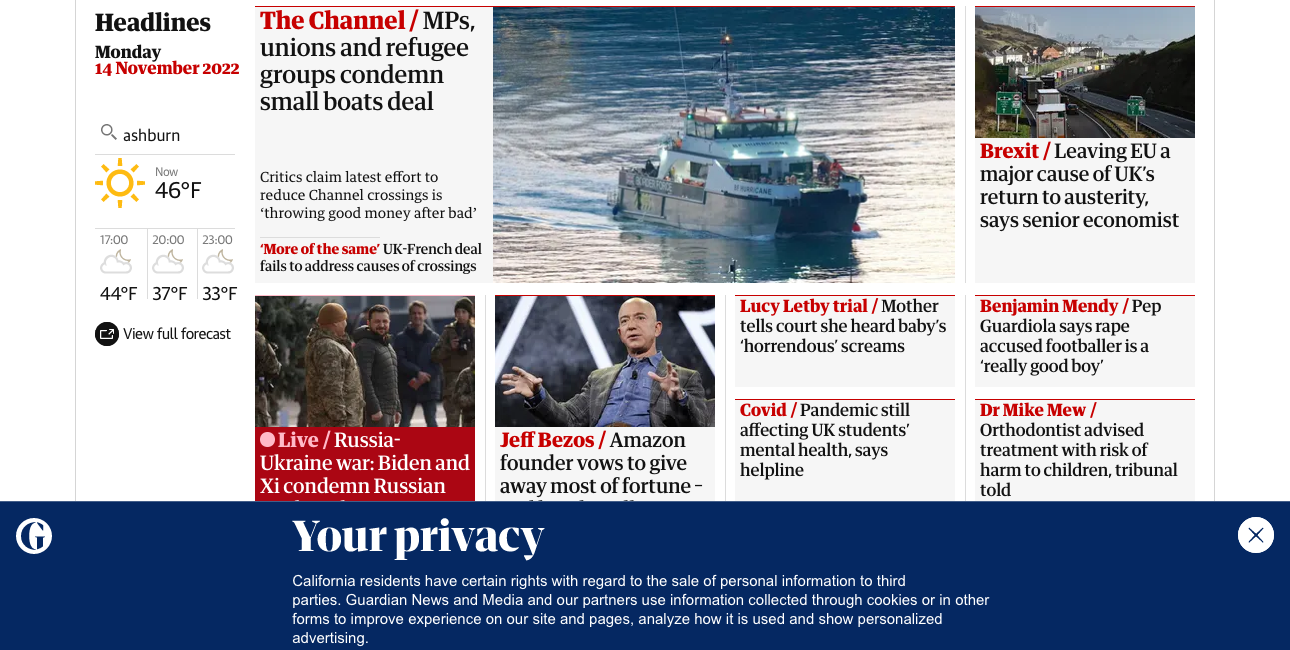 Headlines
Monday
14 November 2022
ashburn
Now
46°F
17:00
20:00
23:00
44°F
37°F
33°F
View full forecast
The Channel / MPs,
unions and refugee
groups condemn
small boats deal
Critics claim latest effort to
reduce Channel crossings is
‘throwing good money after bad’
‘More of the same’ UK-French deal
fails to address causes of crossings
Brexit / Leaving EU a
major cause of UK’s
return to austerity,
says senior economist
Live / Russia-
Ukraine war: Biden and
Xi condemn Russian
Jeff Bezos / Amazon
founder vows to give
away most of fortune –
Lucy Letby trial / Mother
tells court she heard baby’s
‘horrendous’ screams
Benjamin Mendy / Pep
Guardiola says rape
accused footballer is a
‘really good boy’
Covid / Pandemic still
affecting UK students’
mental health, says
helpline
Dr Mike Mew /
Orthodontist advised
treatment with risk of
harm to children, tribunal
told
Your privacy
California residents have certain rights with regard to the sale of personal information to third
parties. Guardian News and Media and our partners use information collected through cookies or in other
forms to improve experience on our site and pages, analyze how it is used and show personalized
advertising.